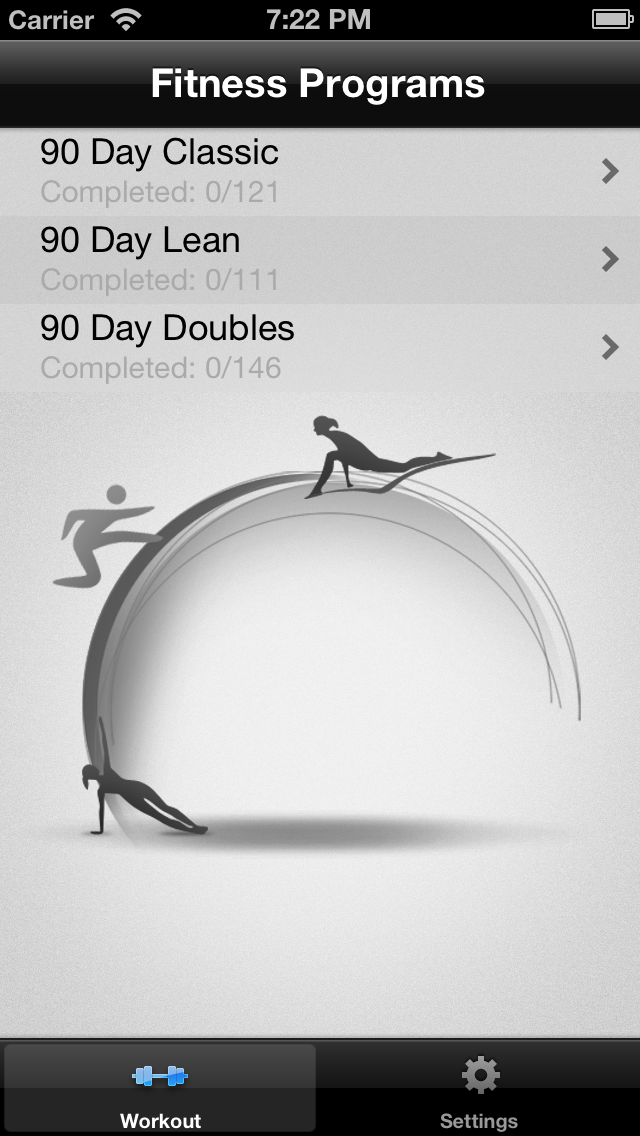 Carrier 7:22 PM
Fitness Programs
90 Day Classic
Completed: 0/121
90 Day Lean
Completed: 0/111
90 Day Doubles
Completed: 0/146
Workout Settings